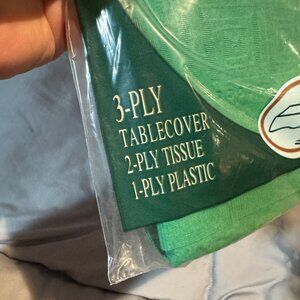 3-PLY
TABLECOVER
2-PLY TISSUE
1-PLY PLASTIC